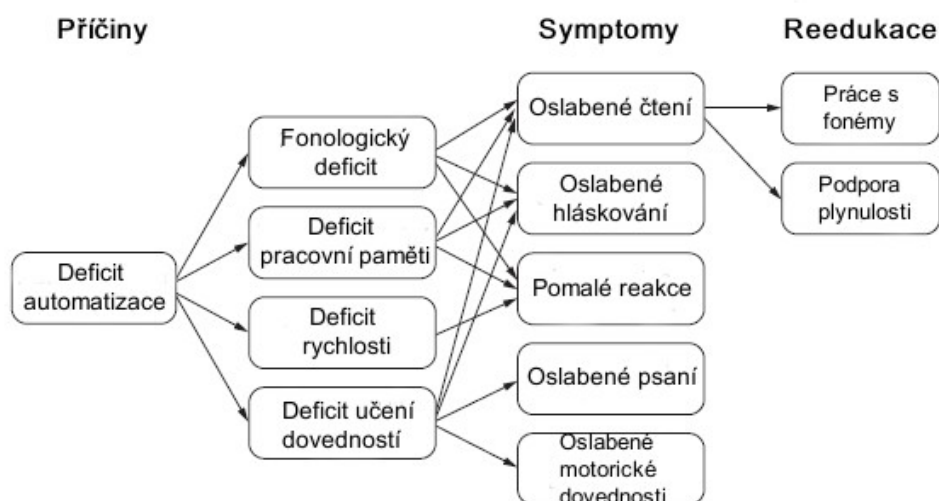 Příčiny
Symptomy
Reedukace
Deficit
automatizace
Fonologický
deficit
Deficit
pracovní paměti
Deficit
rychlosti
Deficit učení
dovedností
Oslabené čtení
Oslabené
hláskování
Pomalé reakce
Oslabené psaní
Oslabené
motorické
dovednosti
Práce s
fonémy
Podpora
plynulosti